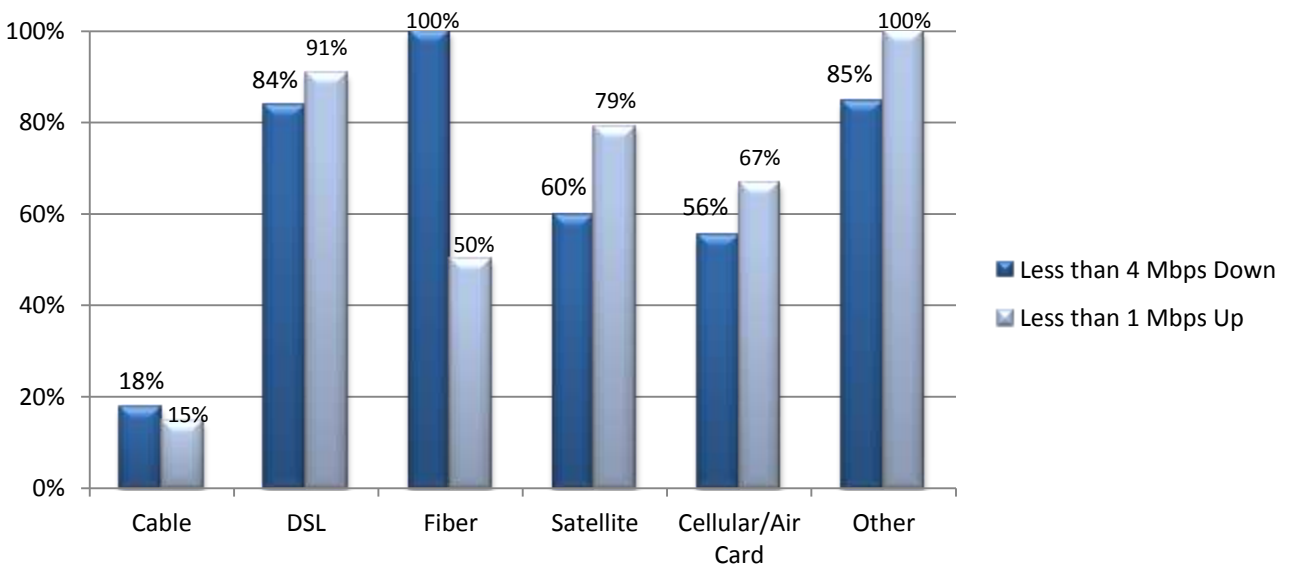 100%
80%
60%
40%
20%
0%
18%
15%
84%
91%
100%
50%
60%
79%
56%
67%
85%
100%
Cable
DSL
Fiber
Satellite
Cellular/Air
Card
Other
Less than 4 Mbps Down
Less than 1 Mbps Up